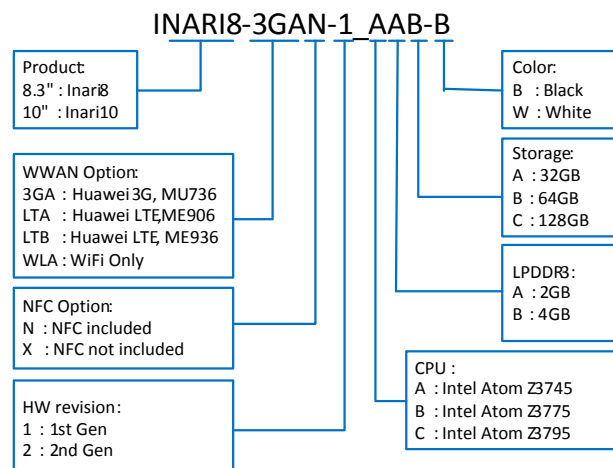 INARI8-3GAN-1_AAB-B
Product:
8.3" : Inari8
10" : Inari10
WWAN Option:
3GA : Huawei 3G, MU736
LTA : Huawei LTE,ME906
LTB : Huawei LTE, ME936
WLA : WiFi Only
NFC Option:
N : NFC included
X : NFC not included
HW revision:
1 : 1st Gen
2 : 2nd Gen
Color:
B : Black
W : White
Storage:
A : 32GB
B : 64GB
C : 128GB
LPDDR3:
A : 2GB
B : 4GB
CPU :
A : Intel Atom Z3745
B : Intel Atom Z3775
C : Intel Atom Z3795